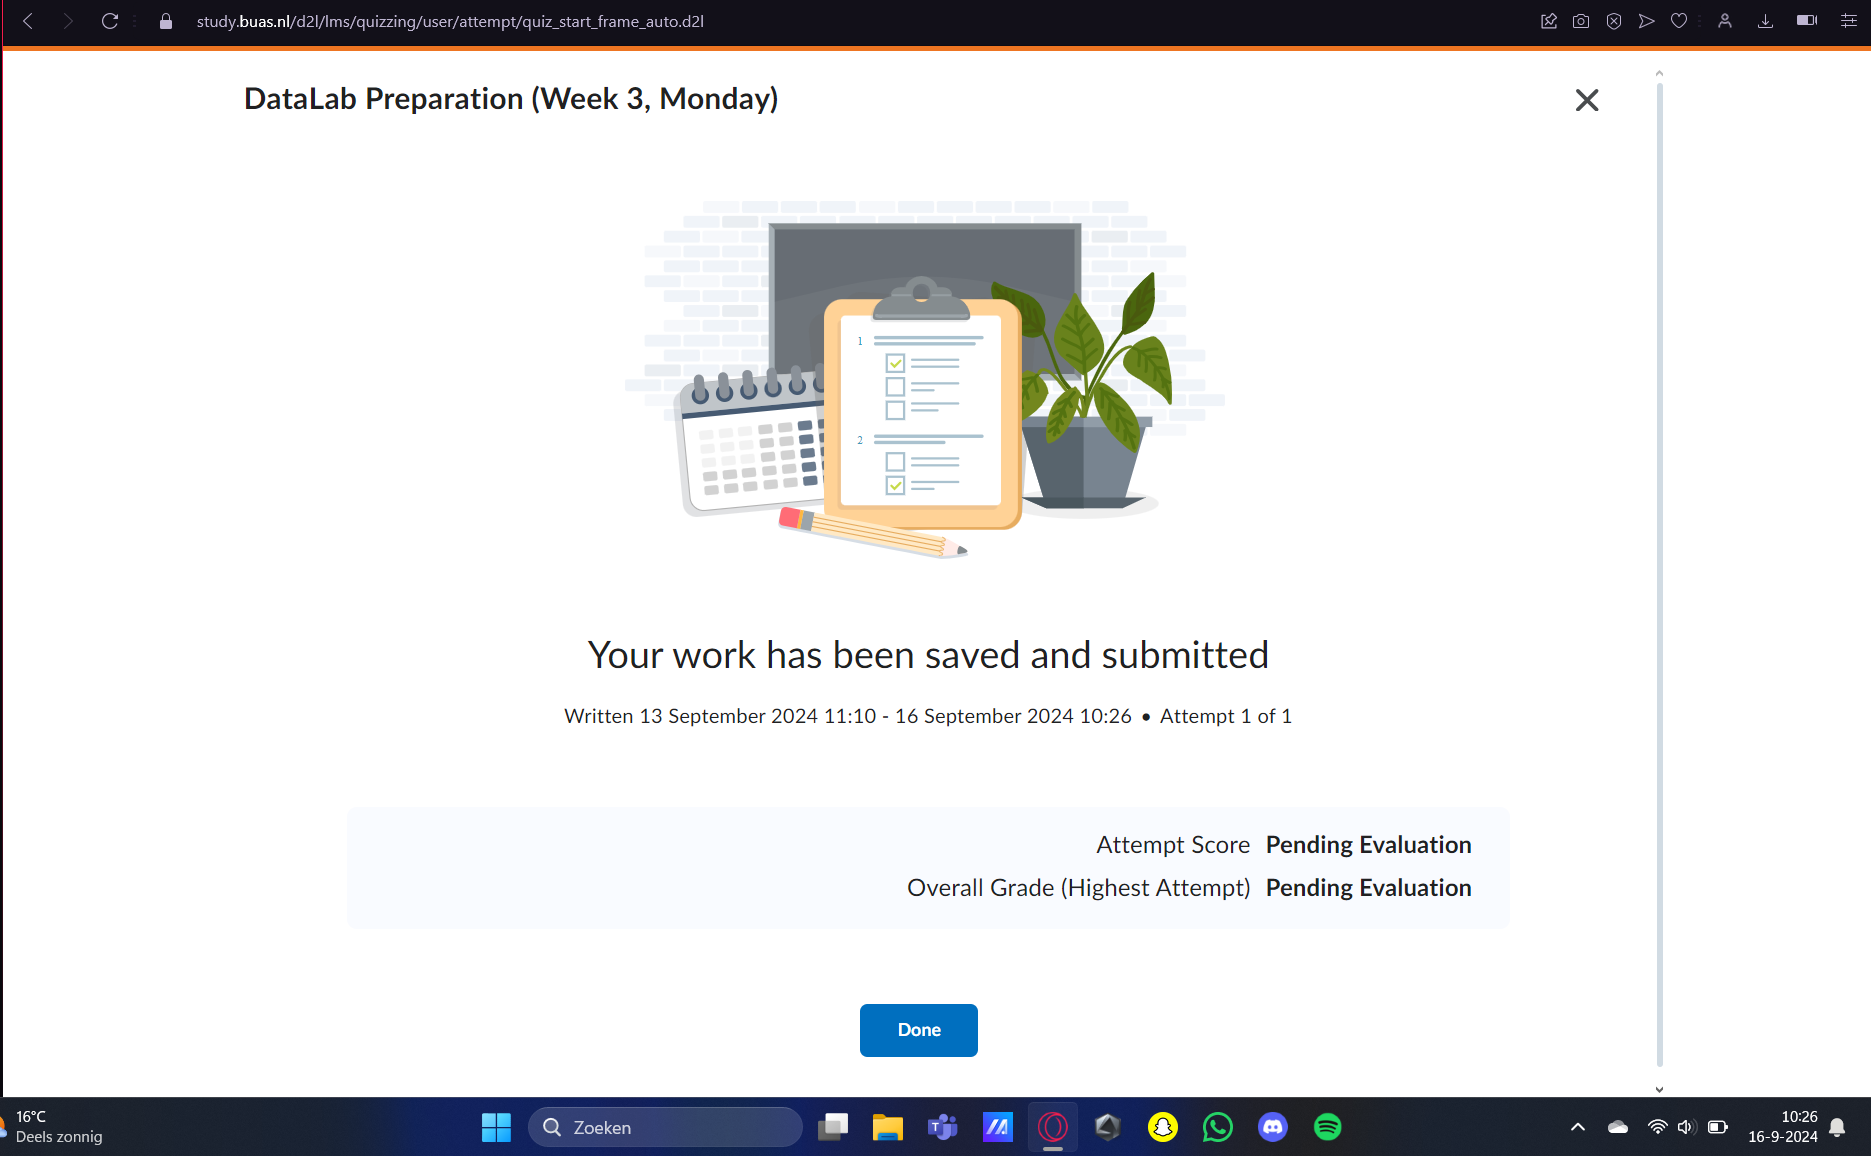 study.buas.nl/d2l/lms/quizzing/user/attempt/quiz_start_frame_auto.d2l
DataLab Preparation (Week 3, Monday)
1
2
Your work has been saved and submitted
Written 13 September 2024 11:10 - 16 September 2024 10:26 • Attempt 1 of 1
Attempt Score Pending Evaluation
Overall Grade (Highest Attempt) Pending Evaluation
Done
16°C
Deels zonnig
Zoeken
10:26
16-9-2024